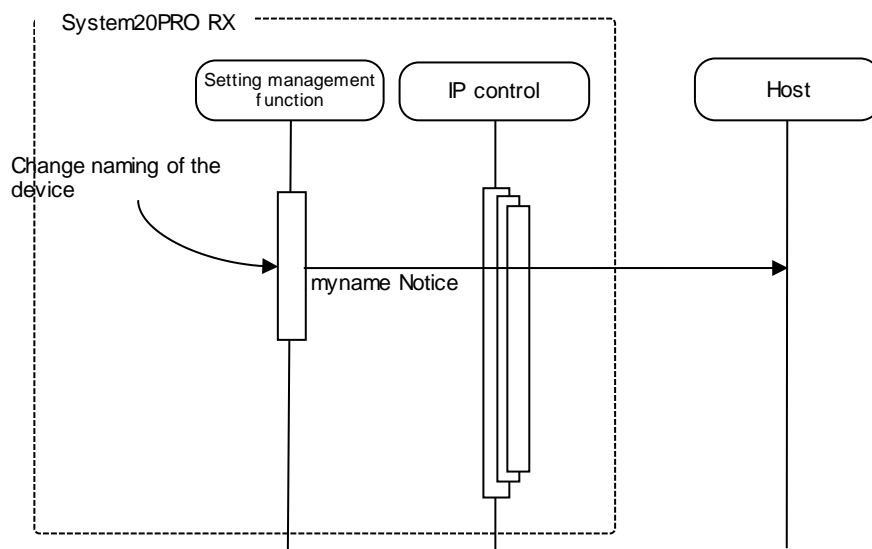 System20PRO RX
Setting management
function
IP control
Host
Change naming of the
device
myname Notice